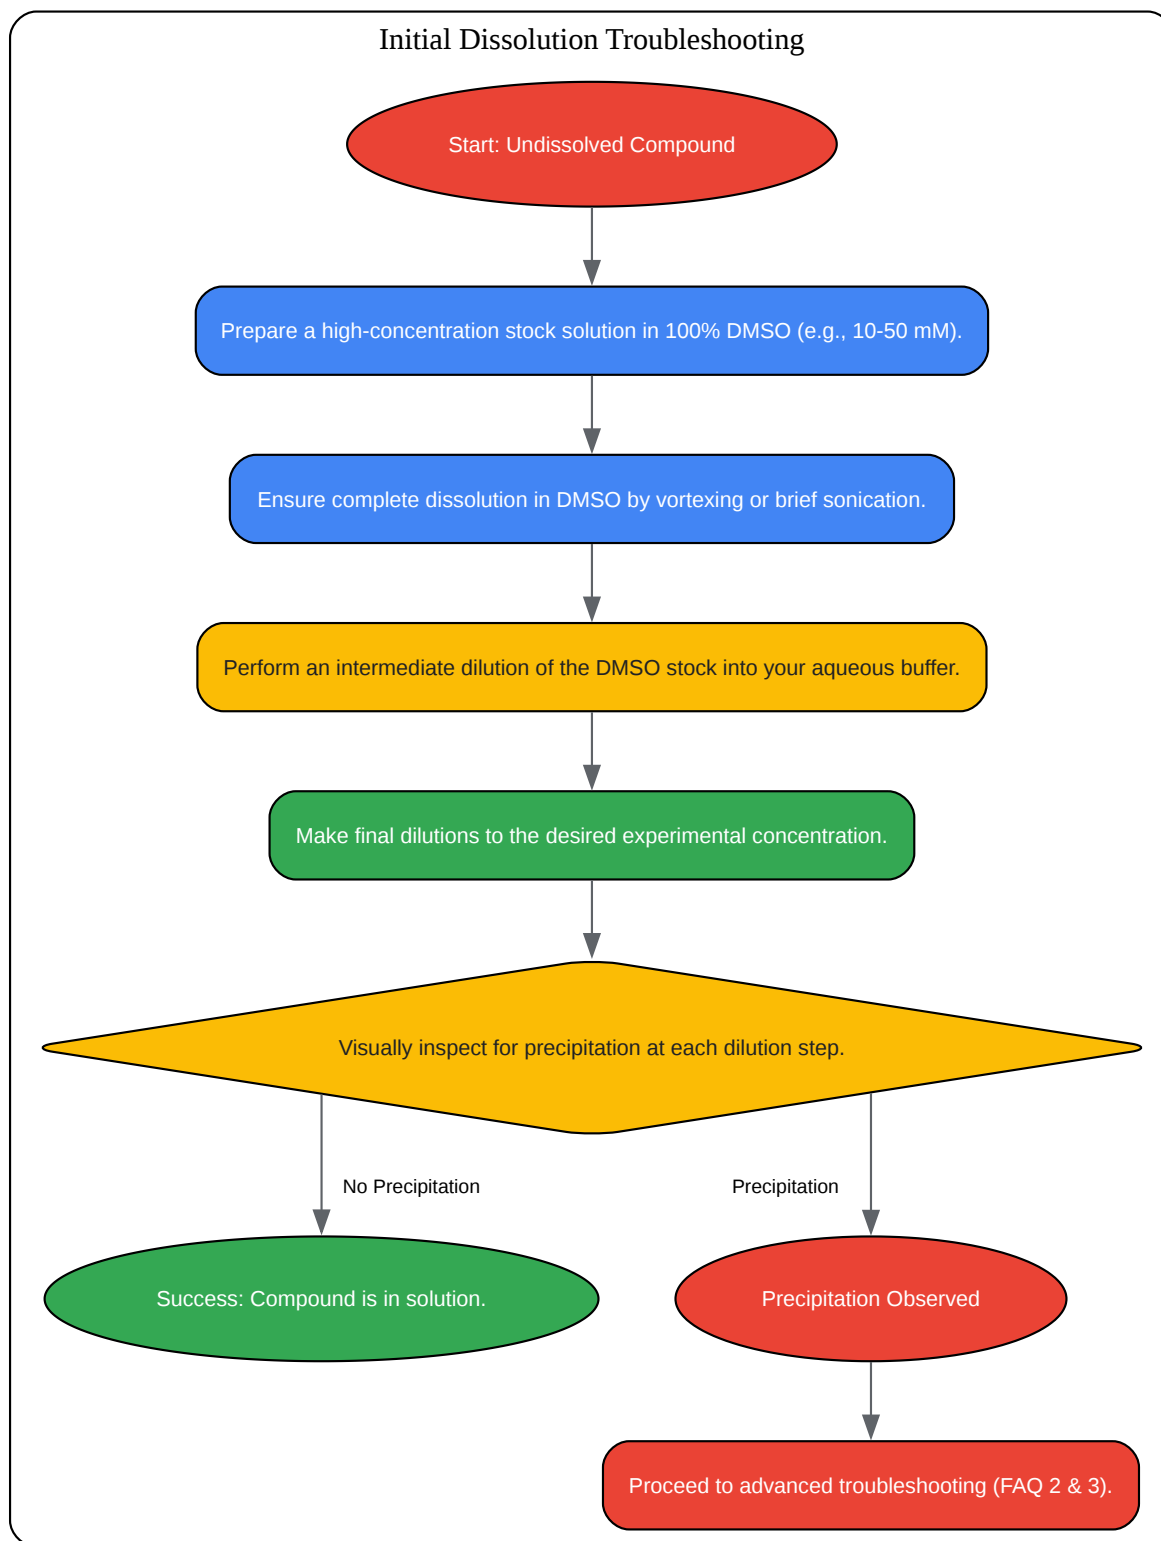 Initial Dissolution Troubleshooting
Start: Undissolved Compound
Prepare a high-concentration stock solution in 100% DMSO (e.g., 10-50 mM).
Ensure complete dissolution in DMSO by vortexing or brief sonication.
Perform an intermediate dilution of the DMSO stock into your aqueous buffer.
Make final dilutions to the desired experimental concentration.
Visually inspect for precipitation at each dilution step.
No Precipitation
Precipitation
Success: Compound is in solution.
Precipitation Observed
Proceed to advanced troubleshooting (FAQ 2 & 3).